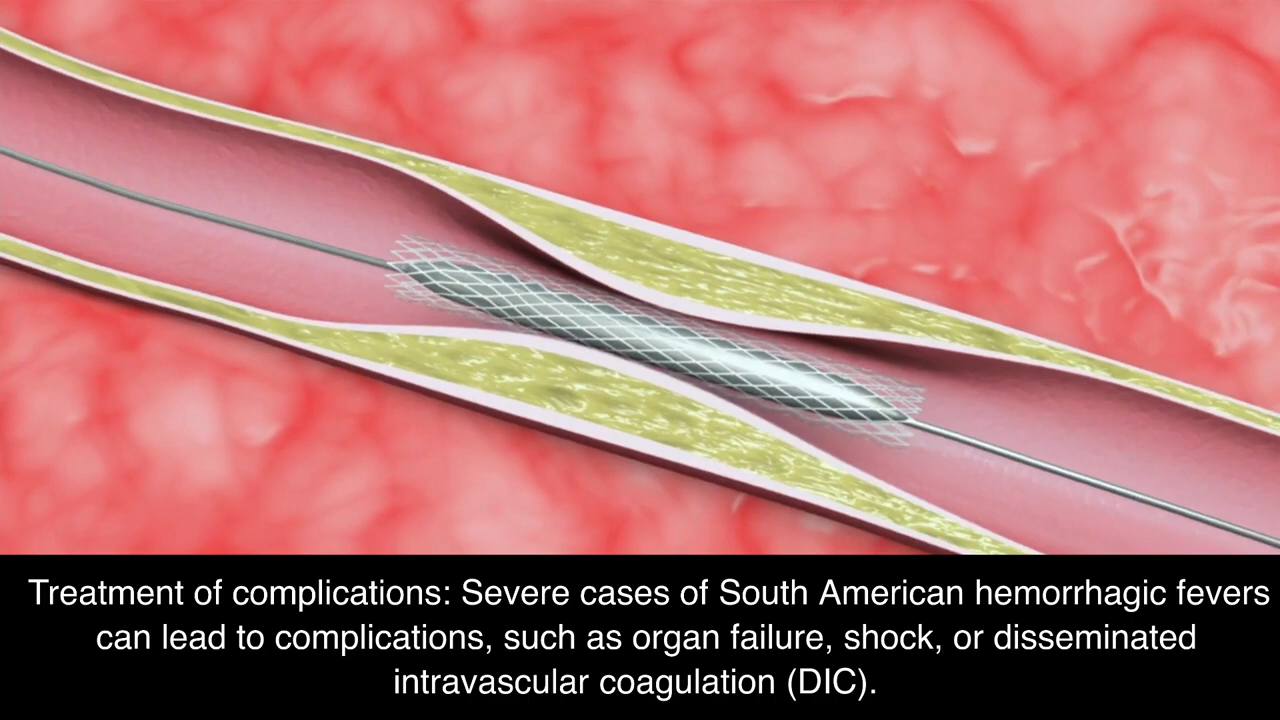 Treatment of complications: Severe cases of South American hemorrhagic fevers
can lead to complications, such as organ failure, shock, or disseminated
intravascular coagulation (DIC).